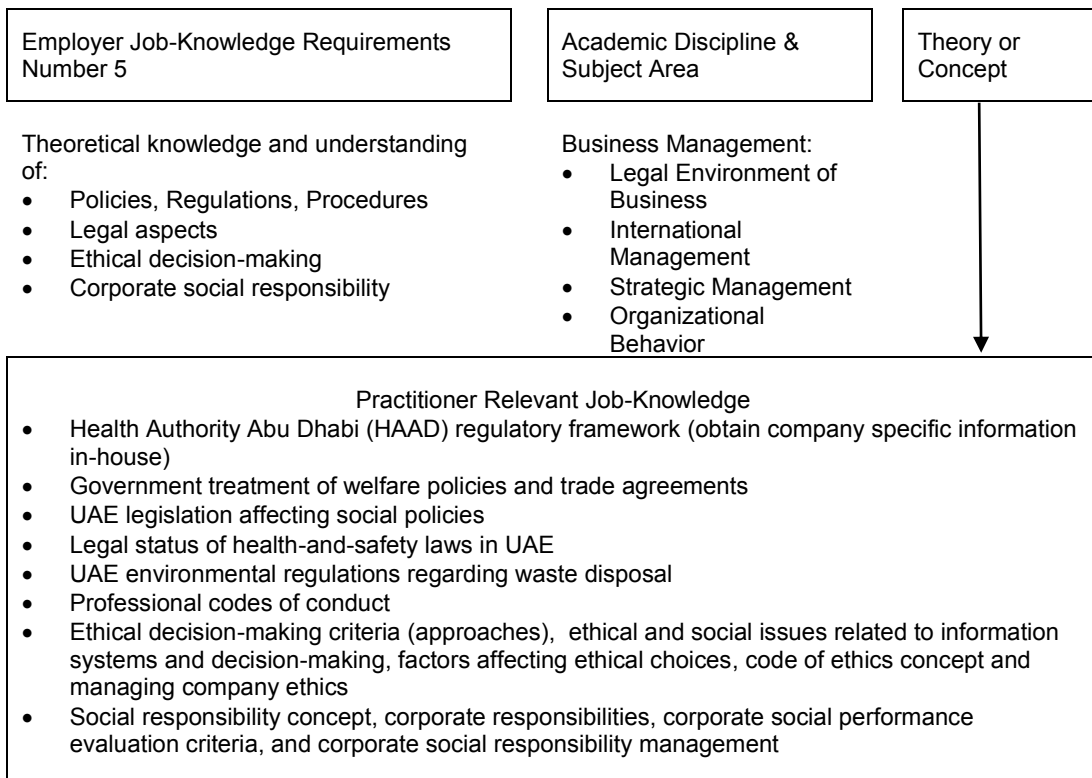 Employer Job-Knowledge Requirements
Number 5
Academic Discipline &
Subject Area
Theory or
Concept
Theoretical knowledge and understanding
of:
• Policies, Regulations, Procedures
• Legal aspects
• Ethical decision-making
• Corporate social responsibility
Business Management:
• Legal Environment of
Business
• International
Management
• Strategic Management
• Organizational
Behavior
Practitioner Relevant Job-Knowledge
• Health Authority Abu Dhabi (HAAD) regulatory framework (obtain company specific information
in-house)
• Government treatment of welfare policies and trade agreements
• UAE legislation affecting social policies
• Legal status of health-and-safety laws in UAE
• UAE environmental regulations regarding waste disposal
• Professional codes of conduct
• Ethical decision-making criteria (approaches),  ethical and social issues related to information
systems and decision-making, factors affecting ethical choices, code of ethics concept and
managing company ethics
• Social responsibility concept, corporate responsibilities, corporate social performance
evaluation criteria, and corporate social responsibility management